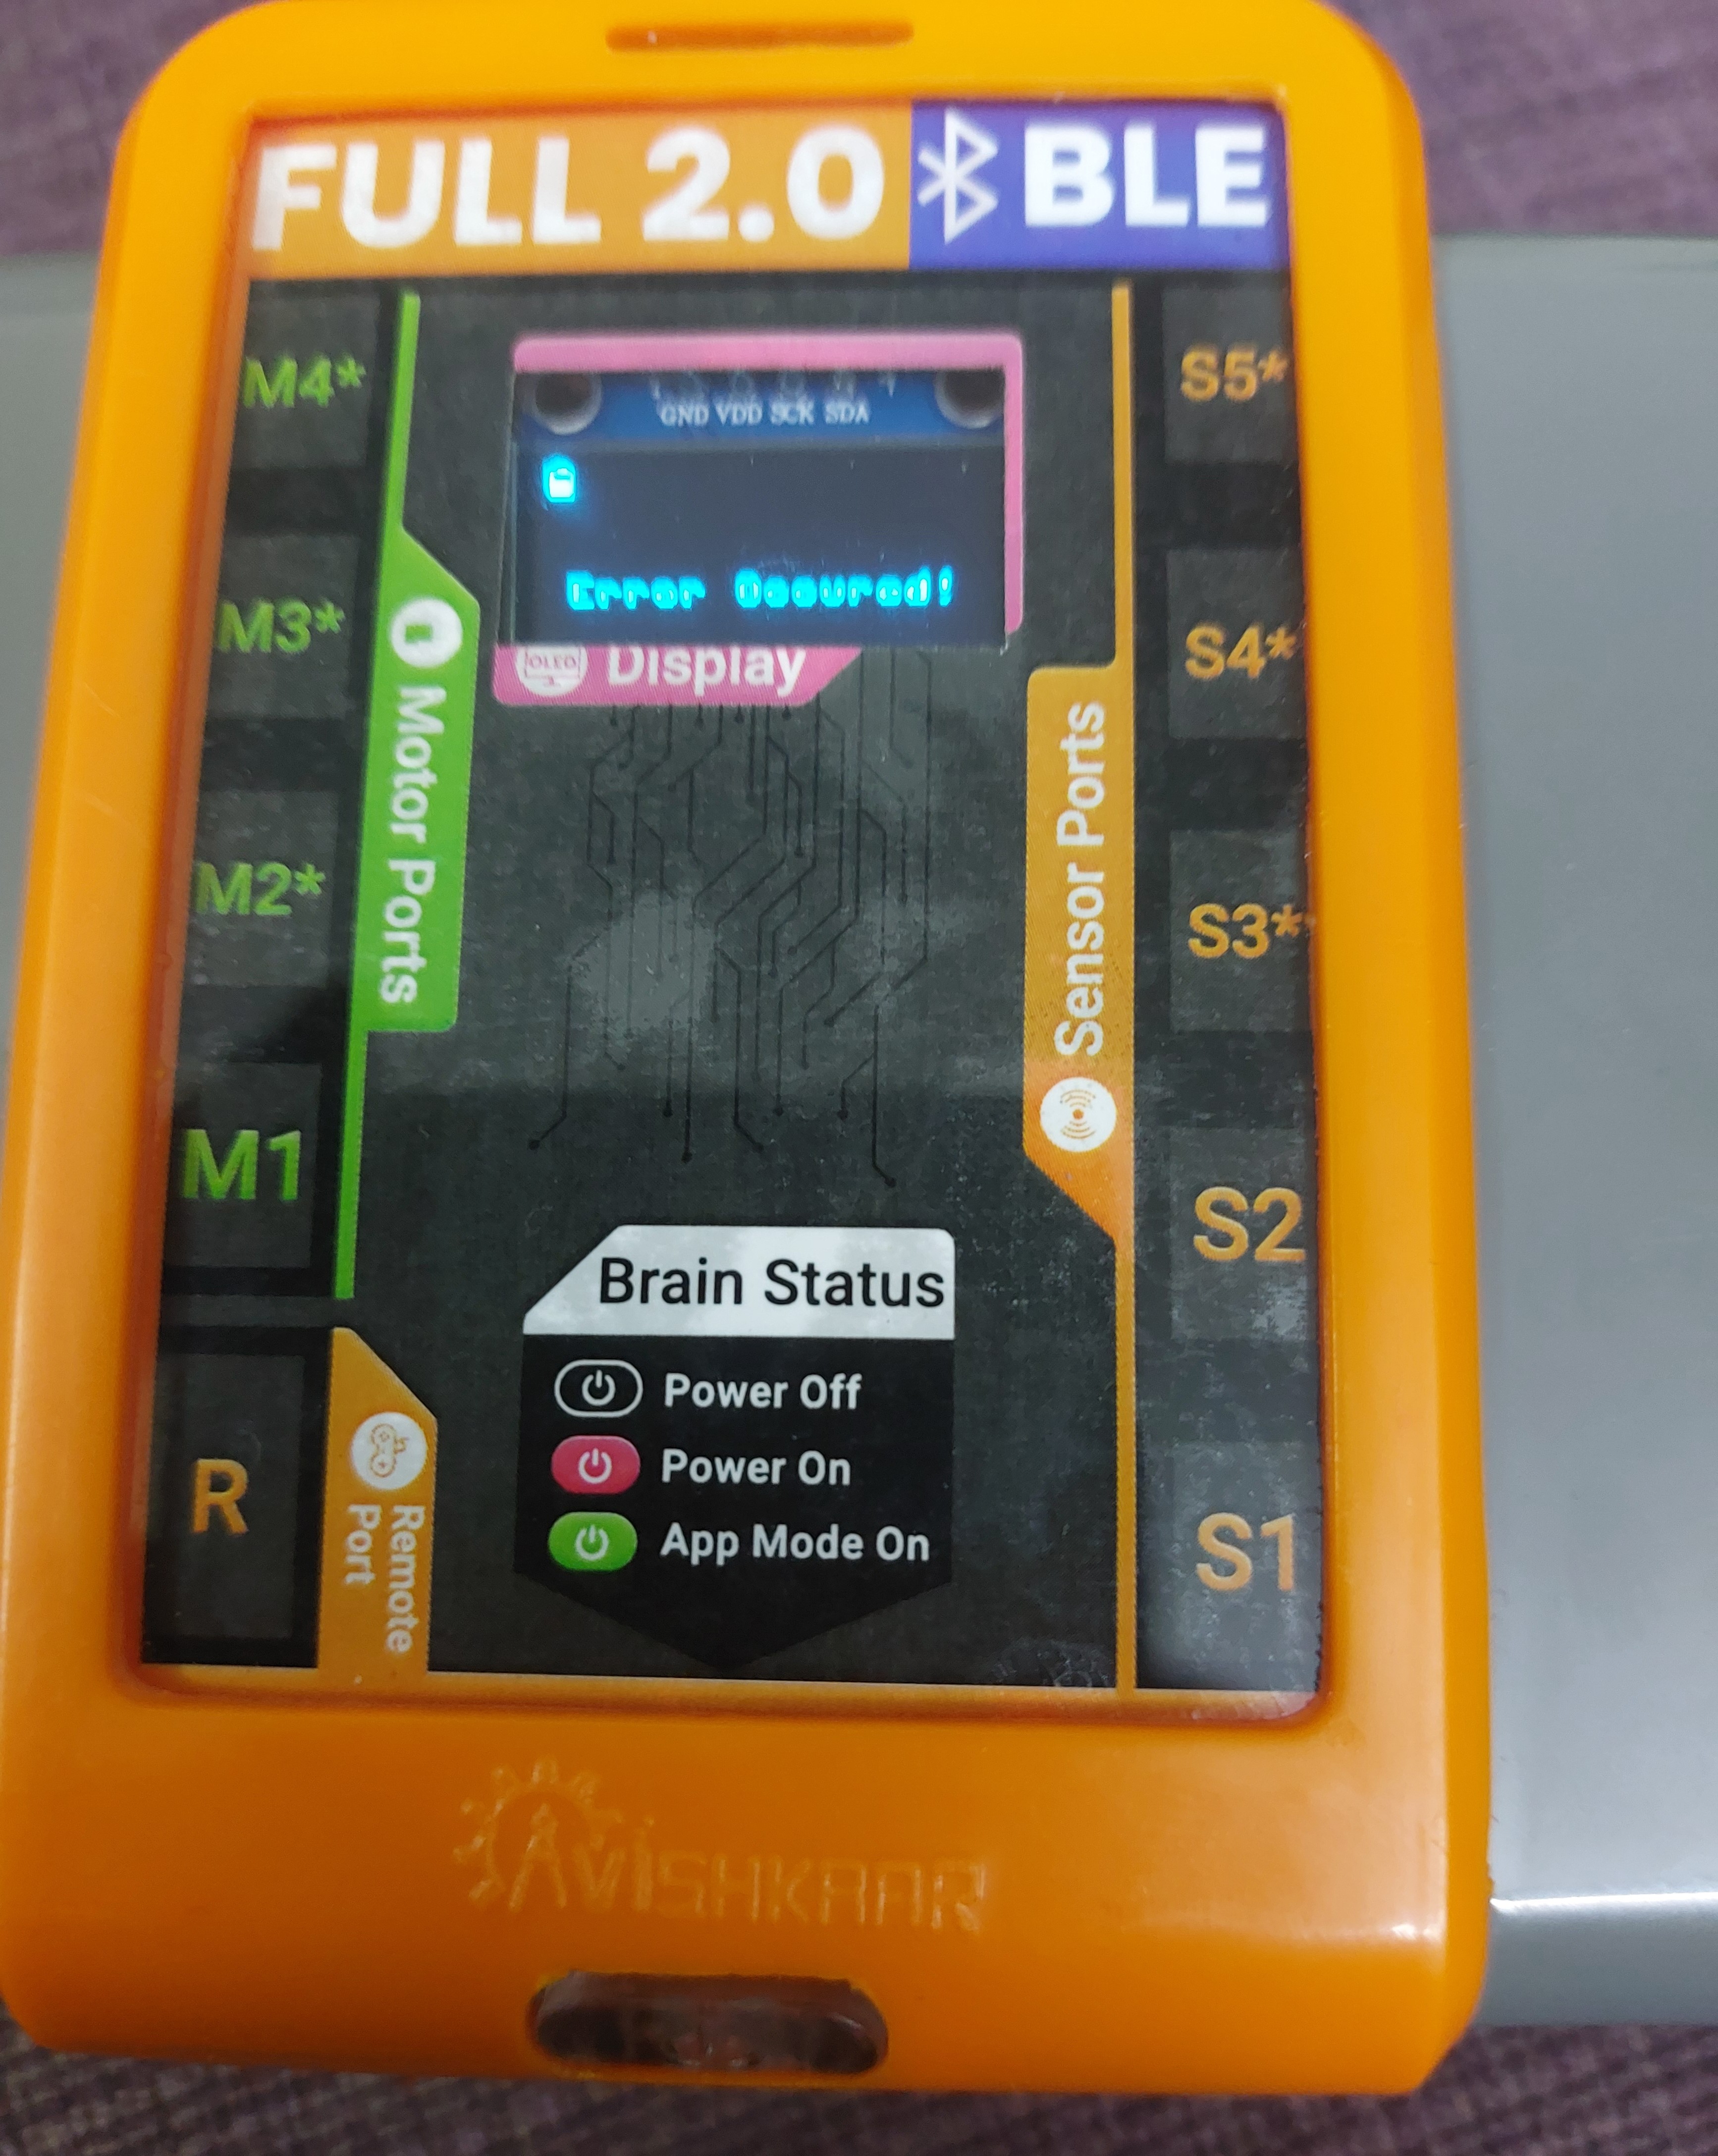 FULL 2.0 BLE
M4*
S5*
GND VDD SCK SDA
Error Occured!
OLED Display
M3*
S4*
Motor Ports
Sensor Ports
M2*
S3*
M1
S2
Brain Status
Power Off
Power On
App Mode On
R
Remote
Port
S1
AVISHKAAR